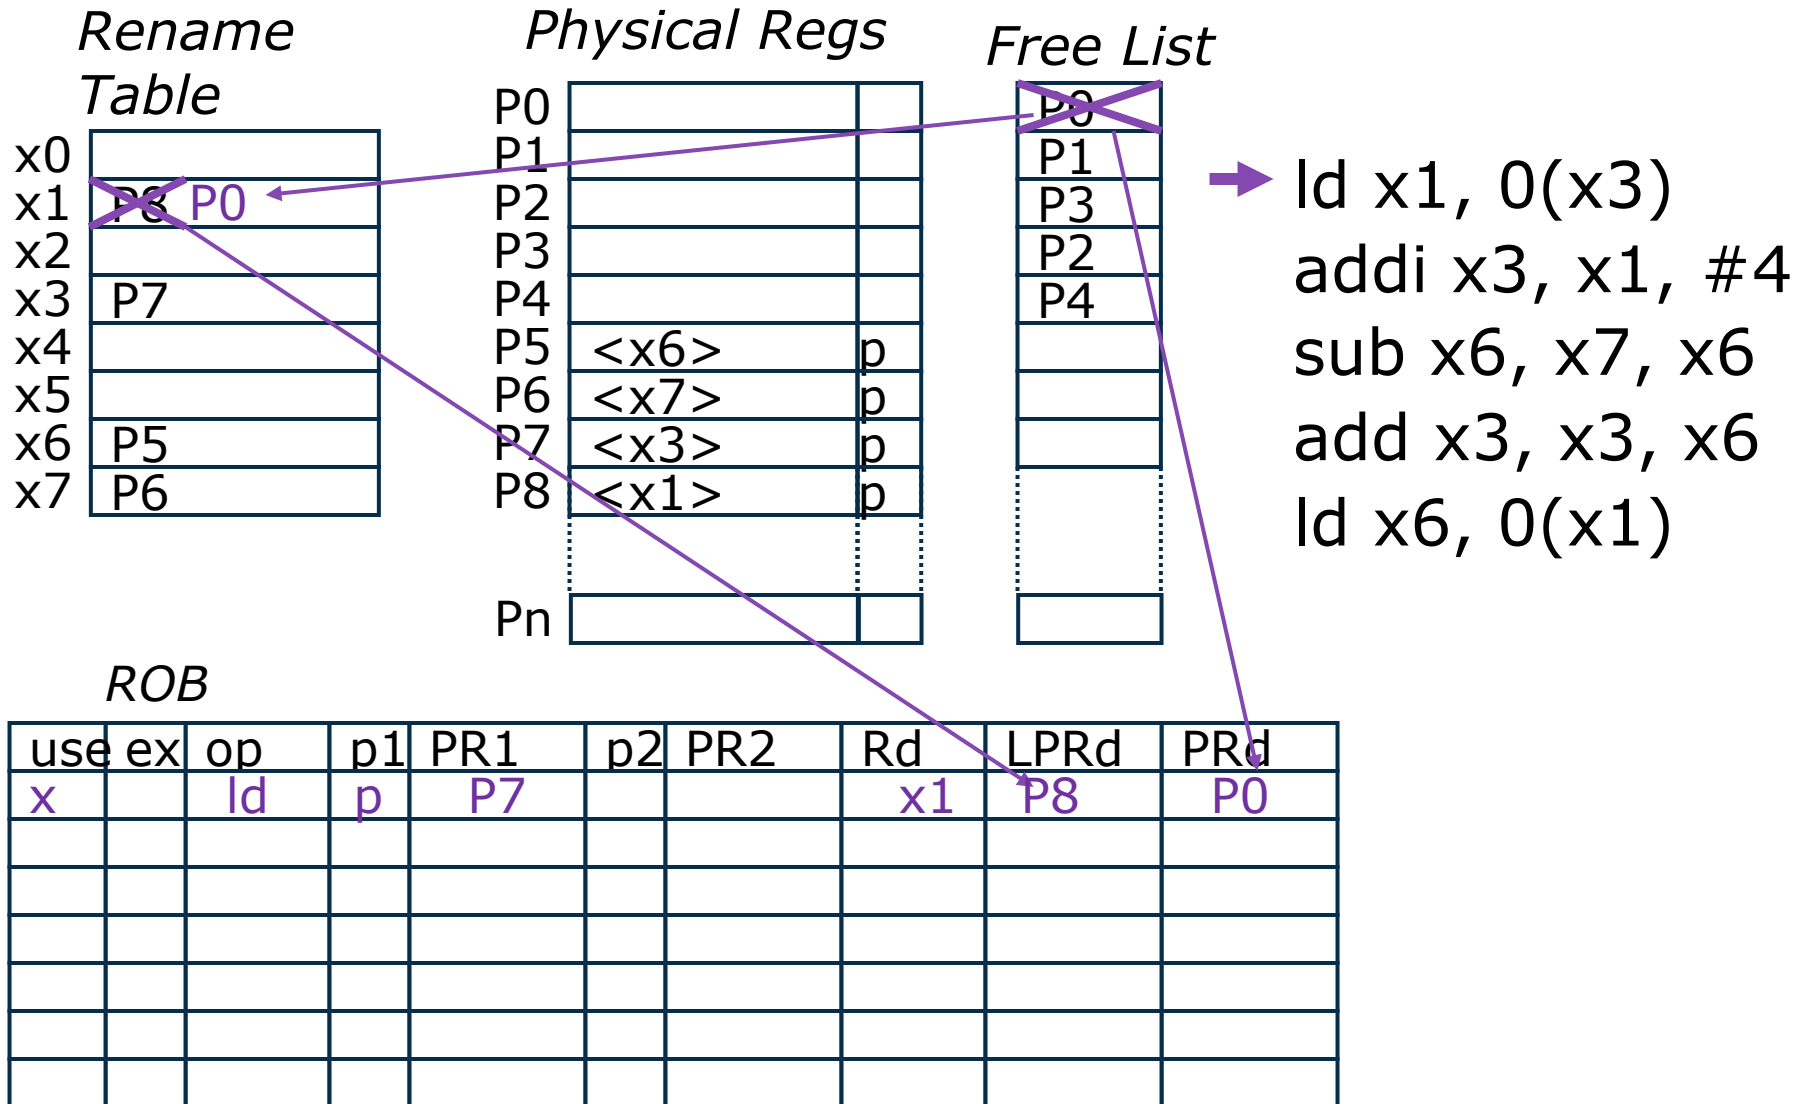 Rename
Table
x0
x1 P8 P0
x2
x3 P7
x4
x5
x6 P5
x7 P6
Physical Regs
P0
P1
P2
P3
P4
P5 <x6> p
P6 <x7> p
P7 <x3> p
P8 <x1> p
Pn
Free List
P0
P1
P3
P2
P4
ld x1, 0(x3)
addi x3, x1, #4
sub x6, x7, x6
add x3, x3, x6
ld x6, 0(x1)
ROB
use ex op p1 PR1 p2 PR2 Rd LPRd PRd
x ld p P7 x1 P8 P0